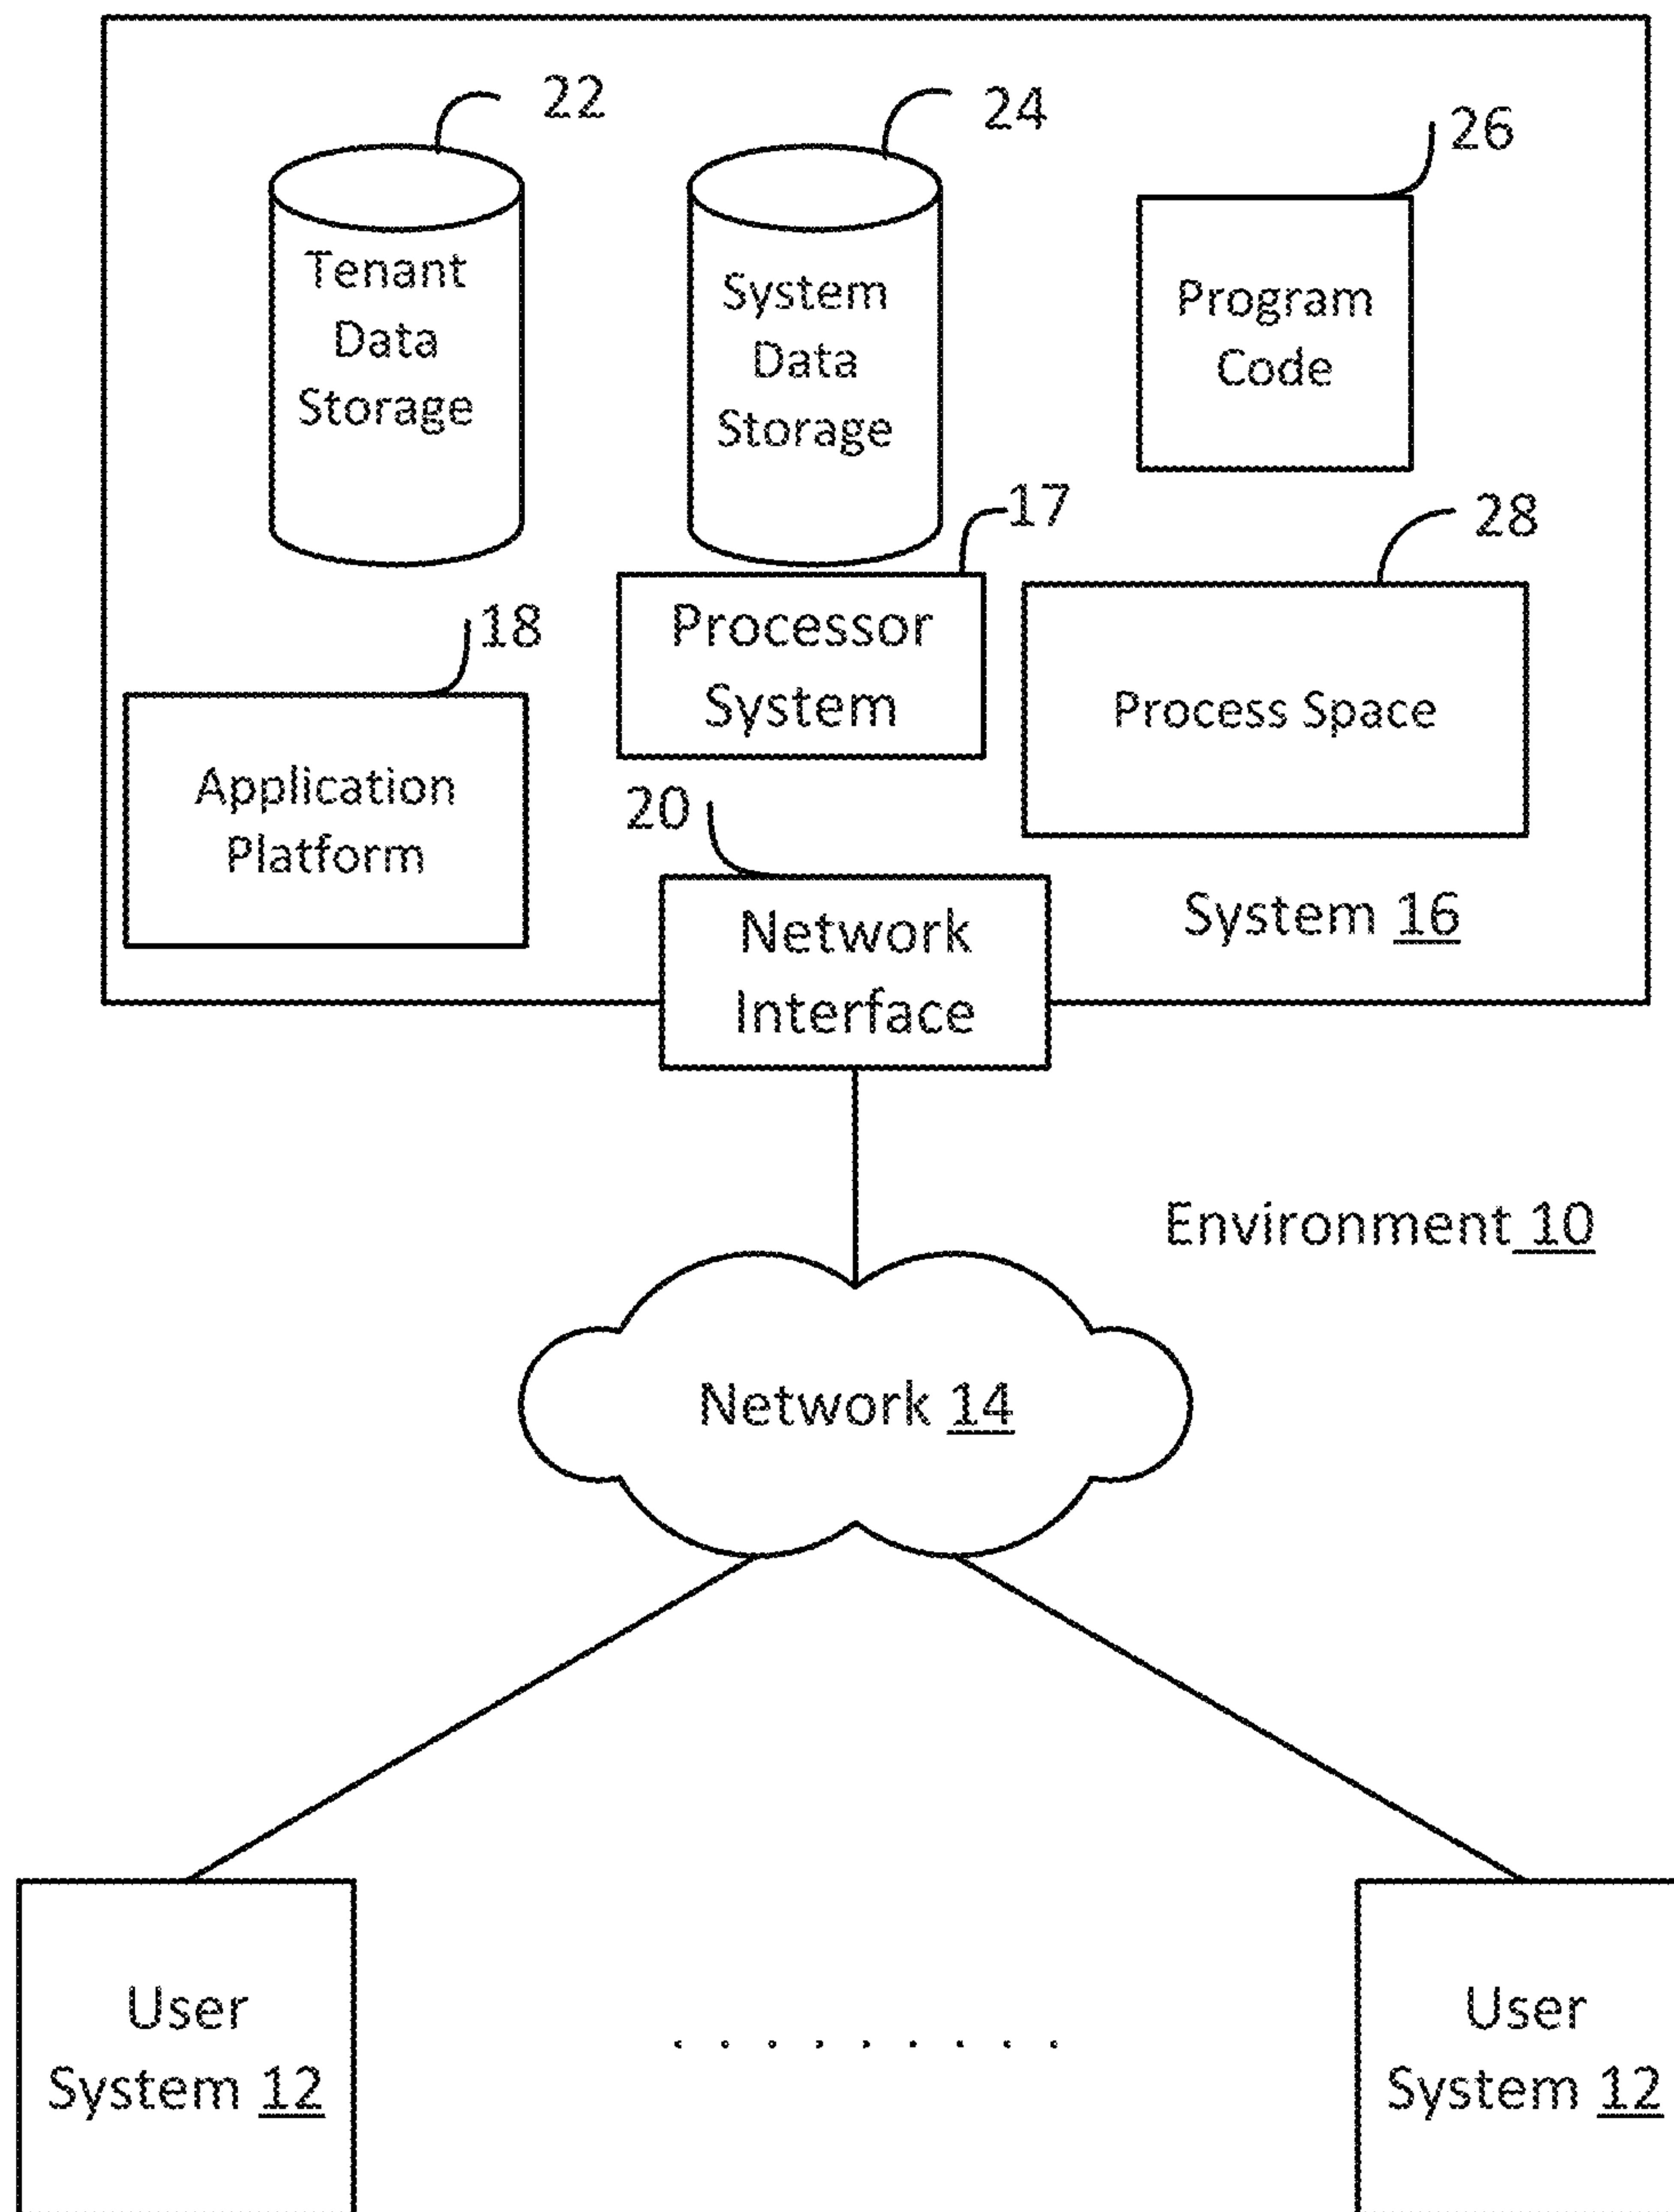 22
24
26
Tenant
Data
Storage
System
Data
Storage
Program
Code
17
28
18
Processor
System
Process Space
Application
Platform
20
Network
Interface
System 16
Environment 10
Network 14
User
System 12
User
System 12